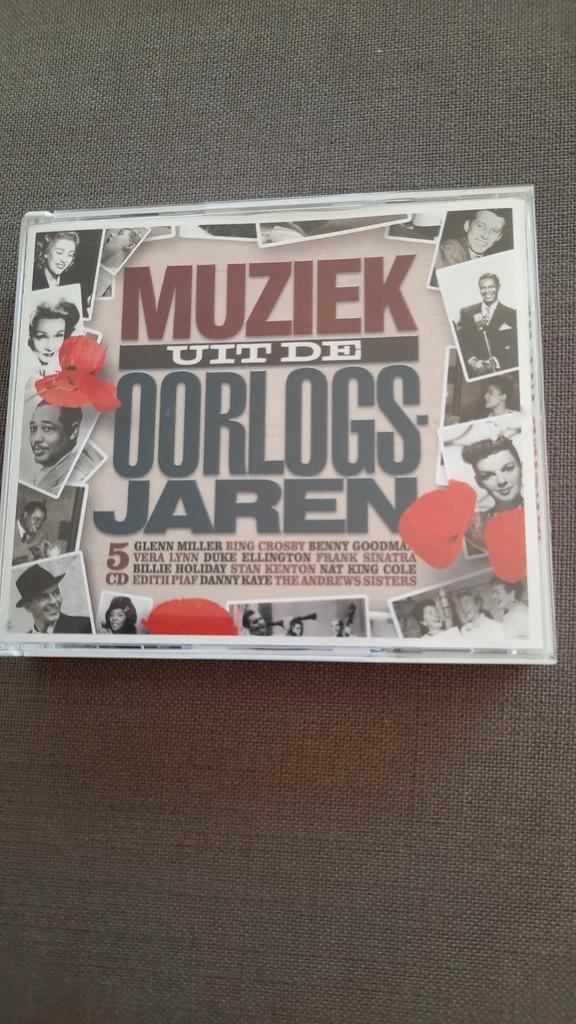 MUZIEK
UIT DE
OORLOGS-
JAREN
5 CD
GLENN MILLER BING CROSBY BENNY GOODMAN
VERA LYNN DUKE ELLINGTON FRANK SINATRA
BILLIE HOLIDAY STAN KENTON NAT KING COLE
EDITH PIAF DANNY KAYE THE ANDREWS SISTERS